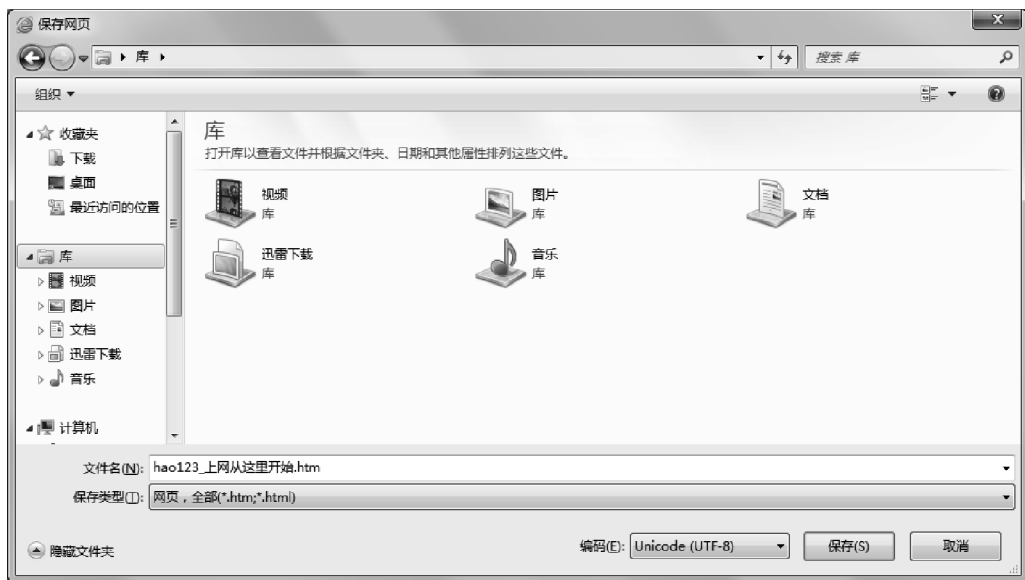 保存网页
库
搜索 库
组织
收藏夹
下载
桌面
最近访问的位置
库
视频
图片
文档
迅雷下载
音乐
计算机
库
打开库以查看文件并根据文件夹、日期和其他属性排列这些文件。
视频
库
图片
库
文档
库
迅雷下载
库
音乐
库
文件名(N): hao123_上网从这里开始.htm
保存类型(T): 网页，全部(*.htm;*.html)
隐藏文件夹
编码(E): Unicode (UTF-8)
保存(S)
取消